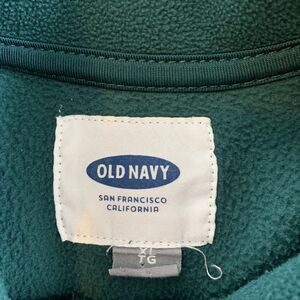 OLD NAVY
SAN FRANCISCO
CALIFORNIA
XL
TG